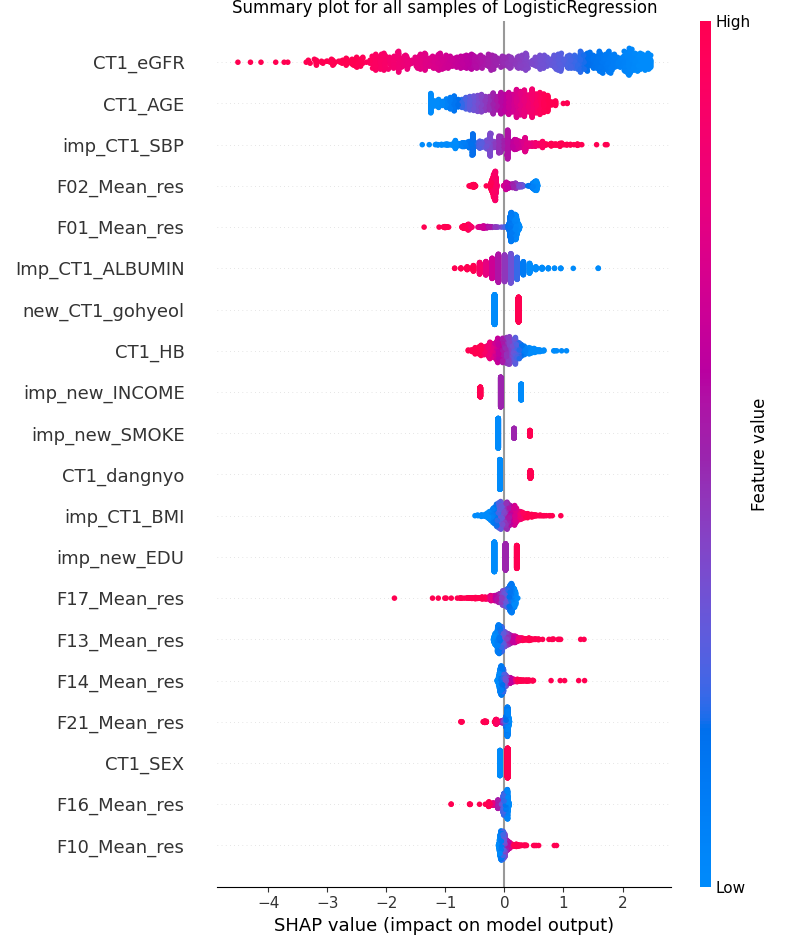 Summary plot for all samples of LogisticRegression
High
CT1_eGFR
CT1_AGE
imp_CT1_SBP
F02_Mean_res
F01_Mean_res
Imp_CT1_ALBUMIN
new_CT1_gohyeol
CT1_HB
imp_new_INCOME
imp_new_SMOKE
CT1_dangnyo
imp_CT1_BMI
imp_new_EDU
F17_Mean_res
F13_Mean_res
F14_Mean_res
F21_Mean_res
CT1_SEX
F16_Mean_res
F10_Mean_res
Feature value
Low
−4 −3 −2 −1 0 1 2
SHAP value (impact on model output)